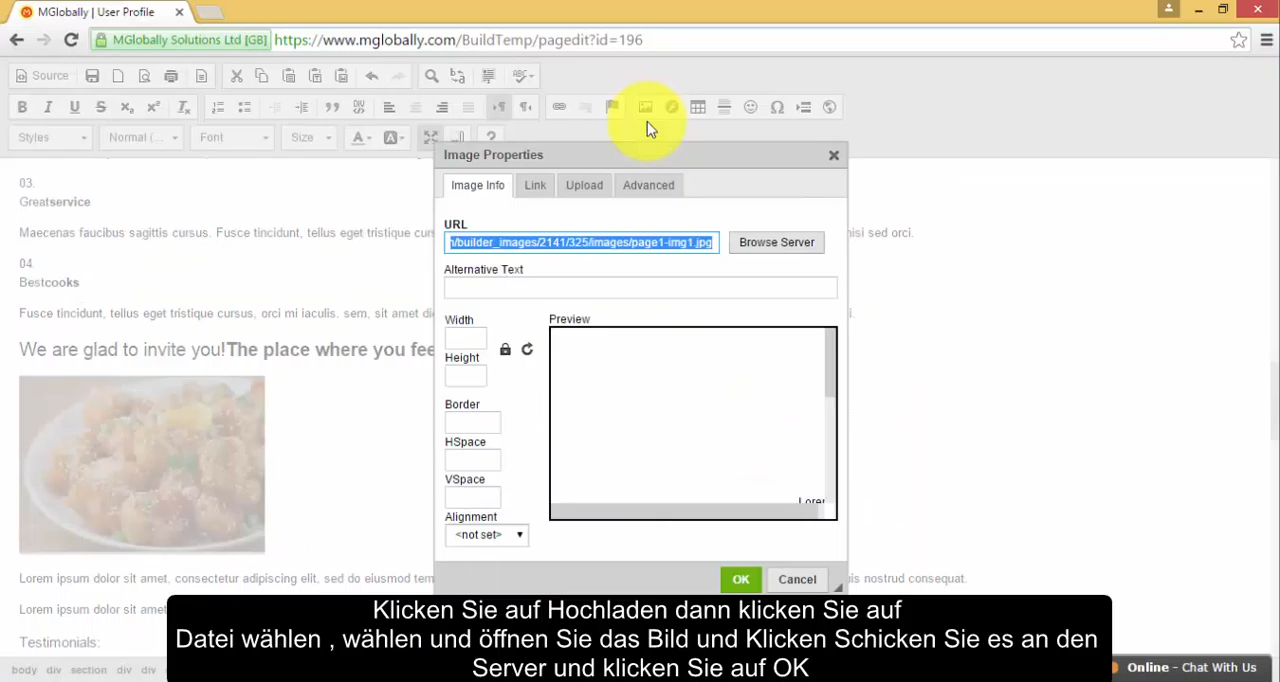 MGlobally | User Profile
MGlobally Solutions Ltd [GB] https://www.mglobally.com/BuildTemp/pagedit?id=196
Source
B I U S x₂ x² Tx
Styles Normal (... Font Size A A ?
Image Properties
Image Info Link Upload Advanced
URL
/builder_images/2141/325/images/page1-img1.jpg Browse Server
Alternative Text
Width
Height
Border
HSpace
VSpace
Alignment
<not set>
Preview
Lorem
OK Cancel
03.
Greatservice
Maecenas faucibus sagittis cursus. Fusce tincidunt, tellus eget tristique cursus, nisi sed orci.
04.
Bestcooks
Fusce tincidunt, tellus eget tristique cursus, orci mi iaculis. sem, sit amet
We are glad to invite you!The place where you fee
Lorem ipsum dolor sit amet, consectetur adipiscing elit, sed do eiusmod tem nostrud consequat.
Lorem ipsum dolor sit amet
Testimonials:
body div section div div
Klicken Sie auf Hochladen dann klicken Sie auf
Datei wählen , wählen und öffnen Sie das Bild und Klicken Schicken Sie es an den
Server und klicken Sie auf OK
Online - Chat With Us